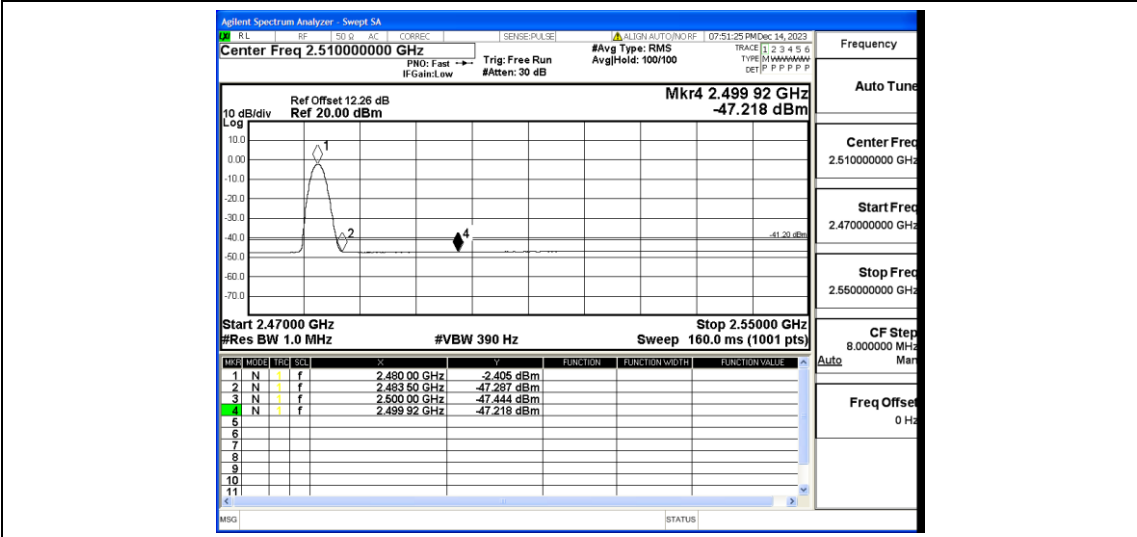 Agilent Spectrum Analyzer - Swept SA
RL RF 50 Ω AC CORREC SENSE:PULSE ALIGN AUTO/NO RF 07:51:25 PM Dec 14, 2023
Center Freq 2.510000000 GHz
PNO: Fast
IFGain:Low
Trig: Free Run
#Atten: 30 dB
#Avg Type: RMS
Avg|Hold: 100/100
TRACE 1 2 3 4 5 6
TYPE M
DET P P P P P P
Mkr4 2.499 92 GHz
-47.218 dBm
Ref Offset 12.26 dB
10 dB/div Ref 20.00 dBm
Log
10.0
0.00
-10.0
-20.0
-30.0
-40.0
-50.0
-60.0
-70.0
1
2
4
-41.20 dBm
Start 2.47000 GHz Stop 2.55000 GHz
#Res BW 1.0 MHz #VBW 390 Hz Sweep 160.0 ms (1001 pts)
MKR MODE TRC SCL X Y FUNCTION FUNCTION WIDTH FUNCTION VALUE
1 N 1 f 2.480 00 GHz -2.405 dBm
2 N 1 f 2.483 50 GHz -47.287 dBm
3 N 1 f 2.500 00 GHz -47.444 dBm
4 N 1 f 2.499 92 GHz -47.218 dBm
5
6
7
8
9
10
11
MSG STATUS
Frequency
Auto Tune
Center Freq
2.510000000 GHz
Start Freq
2.470000000 GHz
Stop Freq
2.550000000 GHz
CF Step
8.000000 MHz
Auto Man
Freq Offset
0 Hz